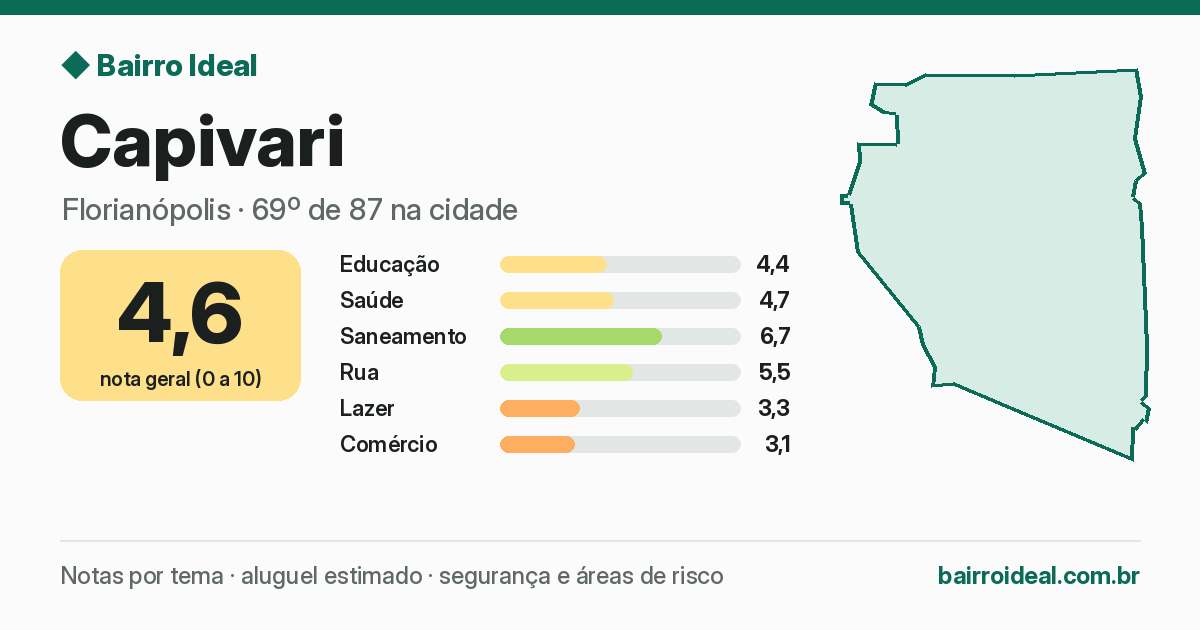 Bairro Ideal
Capivari
Florianópolis · 69º de 87 na cidade
4,6
nota geral (0 a 10)
Educação 4,4
Saúde 4,7
Saneamento 6,7
Rua 5,5
Lazer 3,3
Comércio 3,1
Notas por tema · aluguel estimado · segurança e áreas de risco
bairroideal.com.br